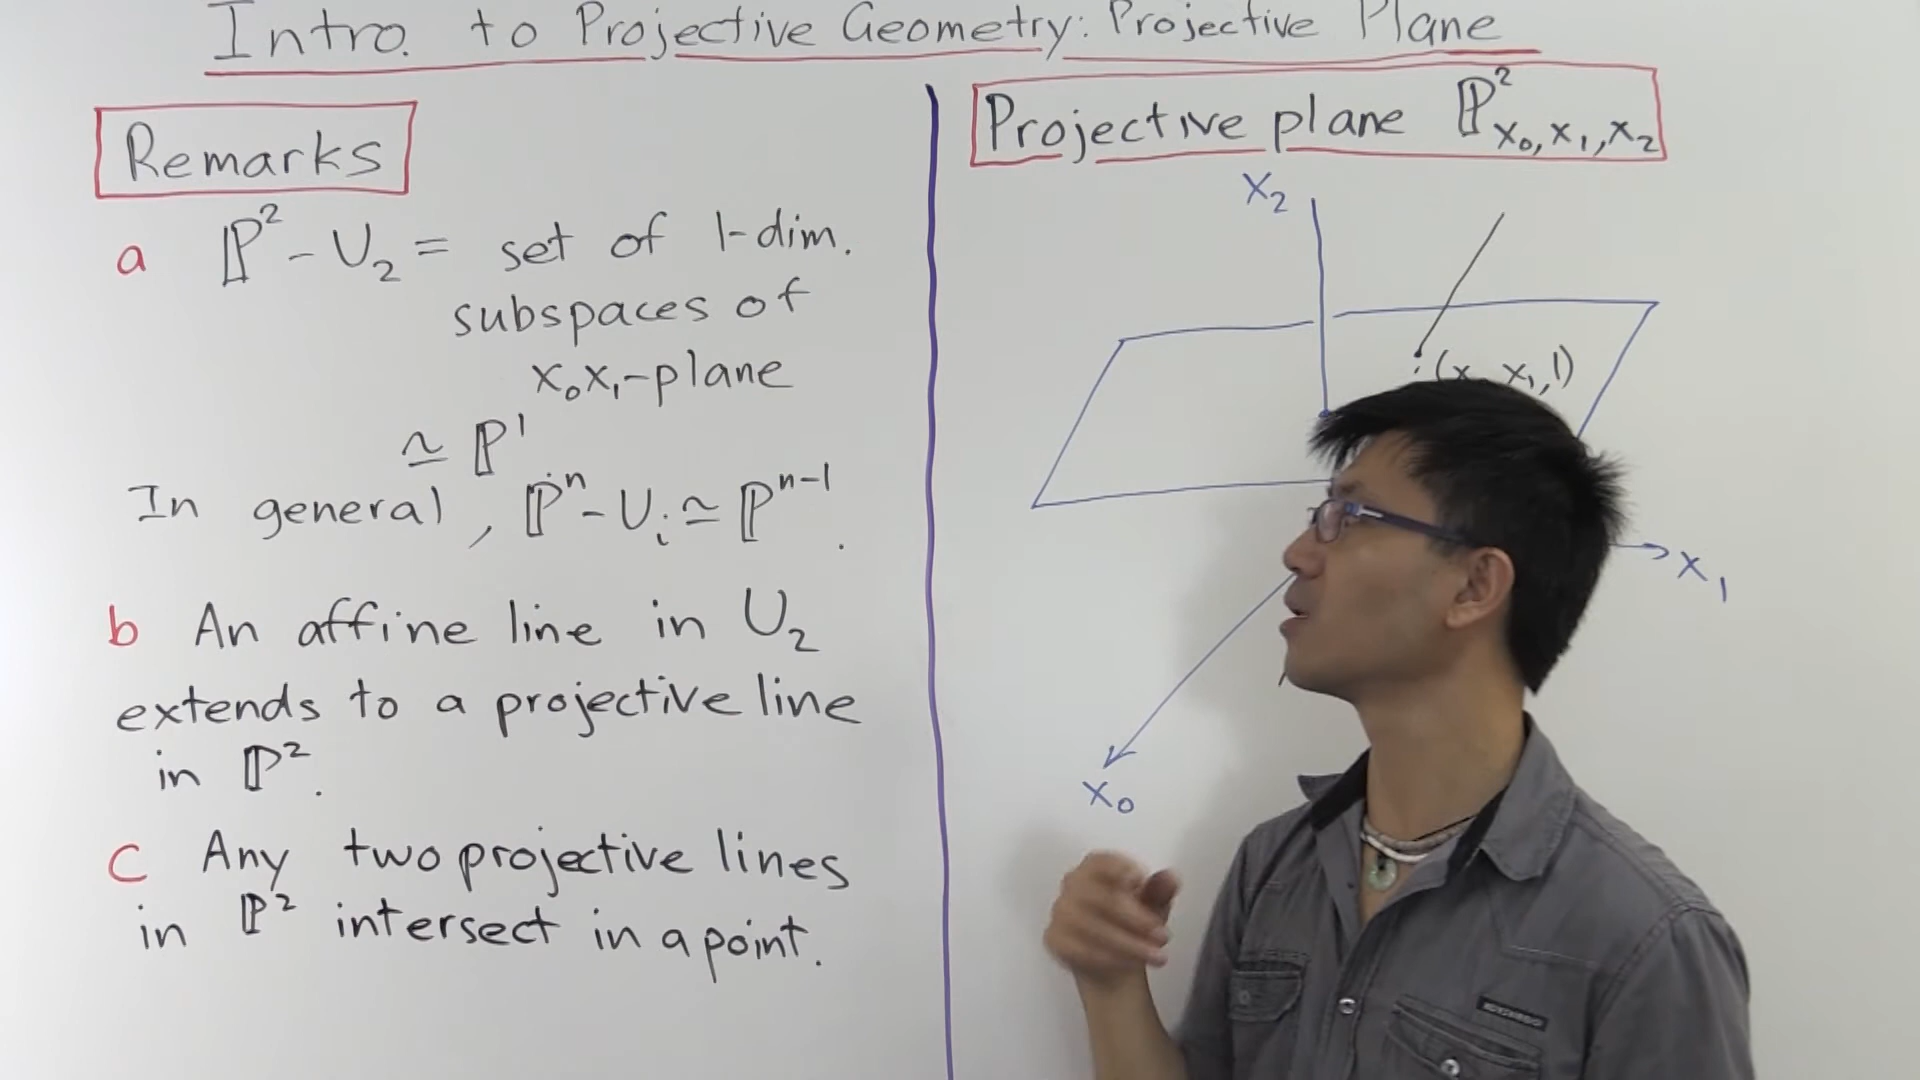 Intro. to Projective Geometry: Projective Plane
Remarks
a ℙ² - U₂ = set of 1-dim.
subspaces of
x₀x₁-plane
≃ ℙ¹
In general, ℙⁿ - Uᵢ ≃ ℙⁿ⁻¹.
b An affine line in U₂
extends to a projective line
in ℙ².
c Any two projective lines
in ℙ² intersect in a point.
Projective plane ℙ²x₀,x₁,x₂
x₂
(x x₁,1)
x₁
x₀